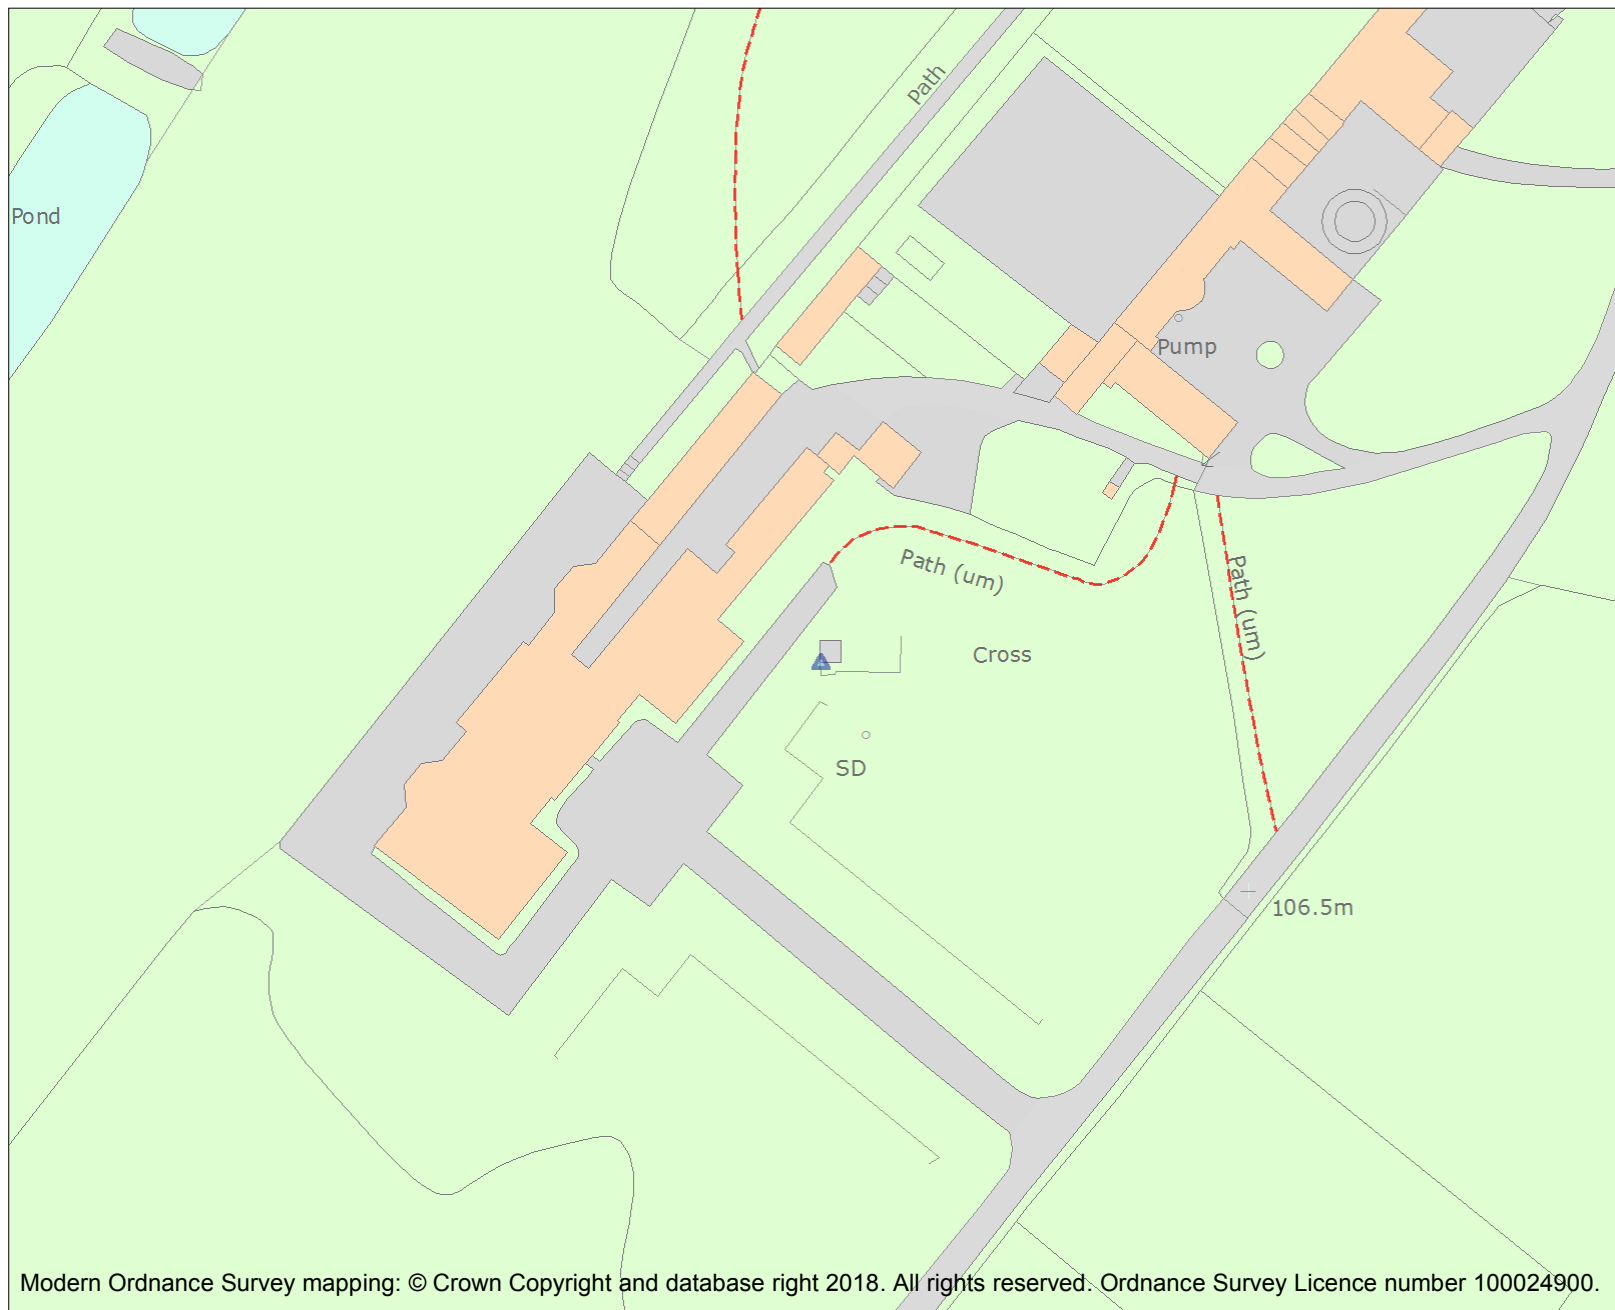 Path
Pond
Pump
Path (um)
Path (um)
Cross
SD
106.5m
Modern Ordnance Survey mapping: © Crown Copyright and database right 2018. All rights reserved. Ordnance Survey Licence number 100024900.